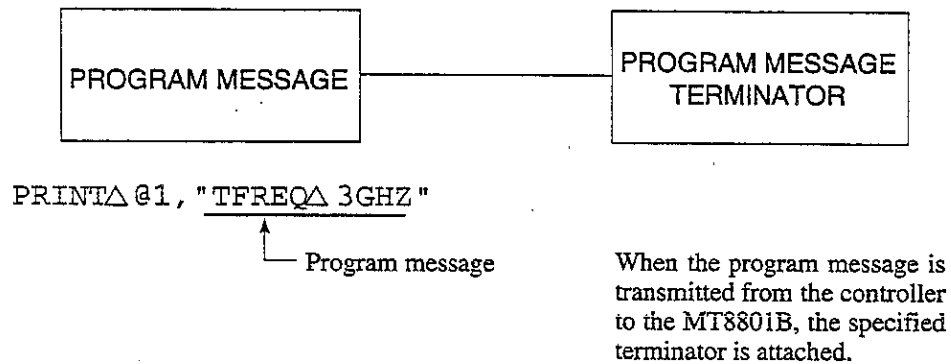 PROGRAM MESSAGE
PROGRAM MESSAGE
TERMINATOR
PRINT△ @1, "TFREQ△ 3GHZ"
Program message
When the program message is
transmitted from the controller
to the MT8801B, the specified
terminator is attached.